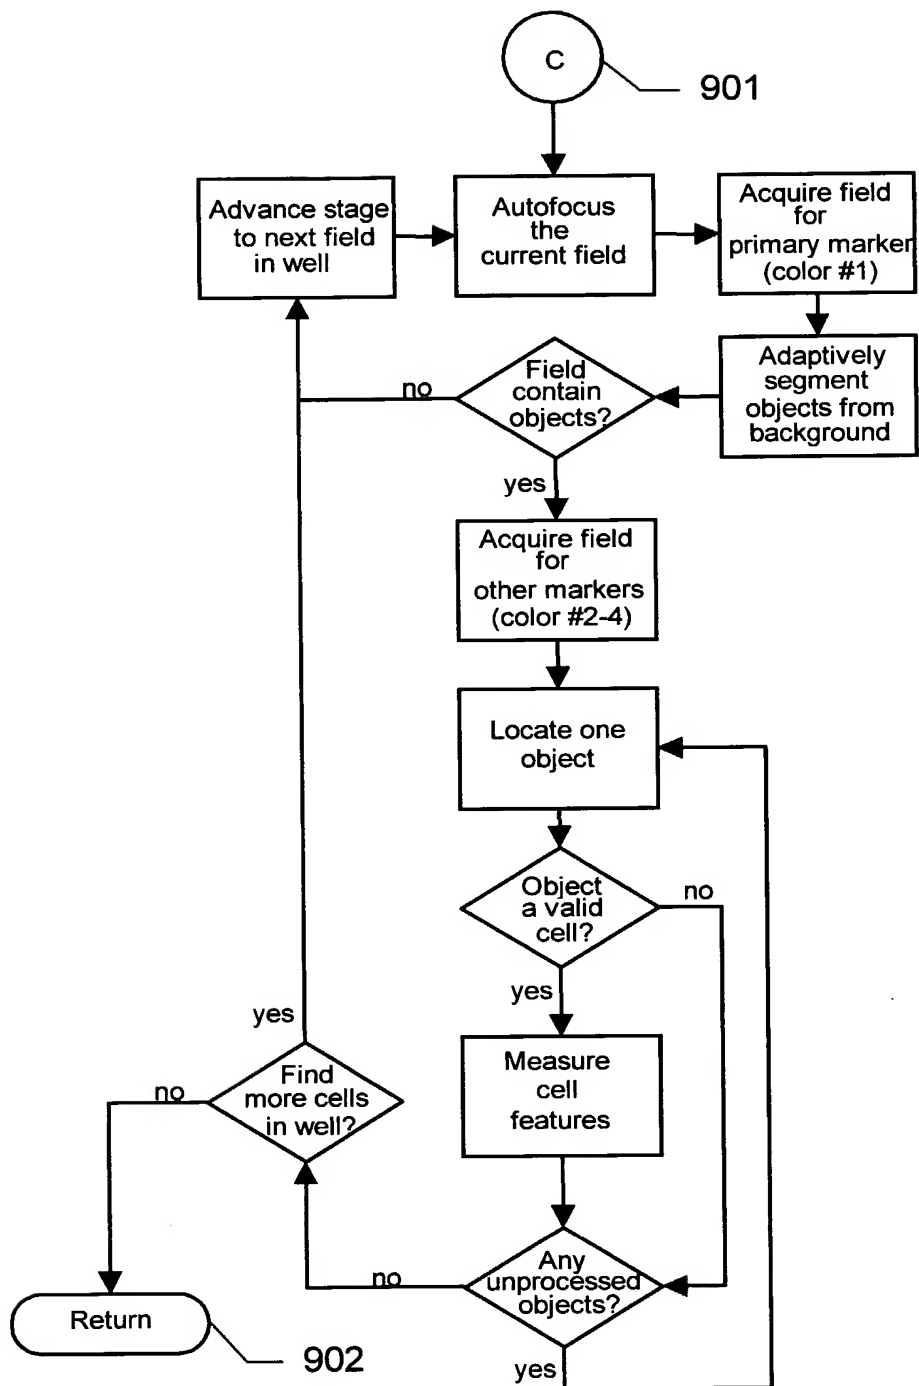 C
901
Advance stage
to next field
in well
Autofocus
the
current field
Acquire field
for
primary marker
(color #1)
Adaptively
segment
objects from
background
Field
contain
objects?
no
yes
Acquire field
for
other markers
(color #2-4)
Locate one
object
Object
a valid
cell?
no
yes
Measure
cell
features
Any
unprocessed
objects?
no
yes
Find
more cells
in well?
yes
no
Return
902